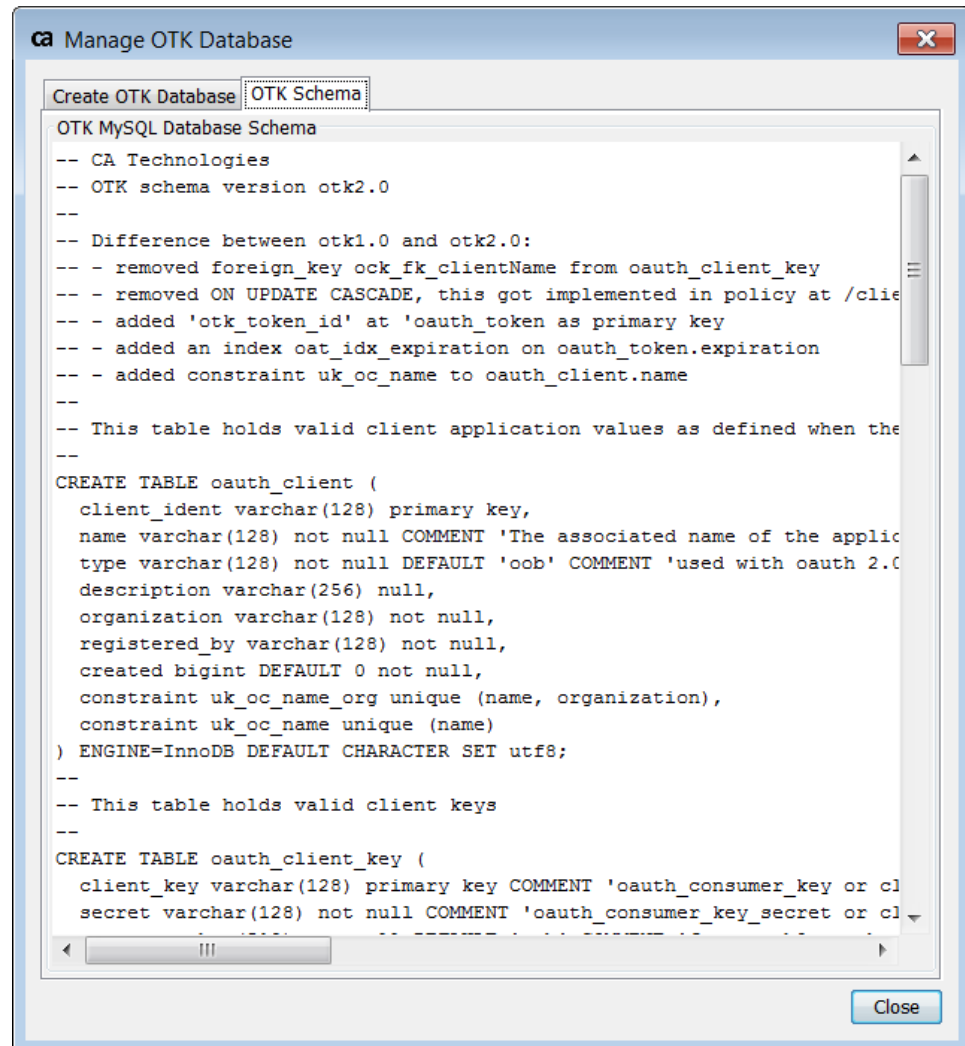 ca Manage OTK Database
Create OTK Database OTK Schema
OTK MySQL Database Schema
-- CA Technologies
-- OTK schema version otk2.0
--
-- Difference between otk1.0 and otk2.0:
-- - removed foreign_key ock_fk_clientName from oauth_client_key
-- - removed ON UPDATE CASCADE, this got implemented in policy at /clie
-- - added 'otk_token_id' at 'oauth_token as primary key
-- - added an index oat_idx_expiration on oauth_token.expiration
-- - added constraint uk_oc_name to oauth_client.name
--
-- This table holds valid client application values as defined when the
--
CREATE TABLE oauth_client (
client_ident varchar(128) primary key,
name varchar(128) not null COMMENT 'The associated name of the applic
type varchar(128) not null DEFAULT 'oob' COMMENT 'used with oauth 2.0
description varchar(256) null,
organization varchar(128) not null,
registered_by varchar(128) not null,
created bigint DEFAULT 0 not null,
constraint uk_oc_name_org unique (name, organization),
constraint uk_oc_name unique (name)
) ENGINE=InnoDB DEFAULT CHARACTER SET utf8;
--
-- This table holds valid client keys
--
CREATE TABLE oauth_client_key (
client_key varchar(128) primary key COMMENT 'oauth_consumer_key or cl
secret varchar(128) not null COMMENT 'oauth_consumer_key_secret or cl
Close